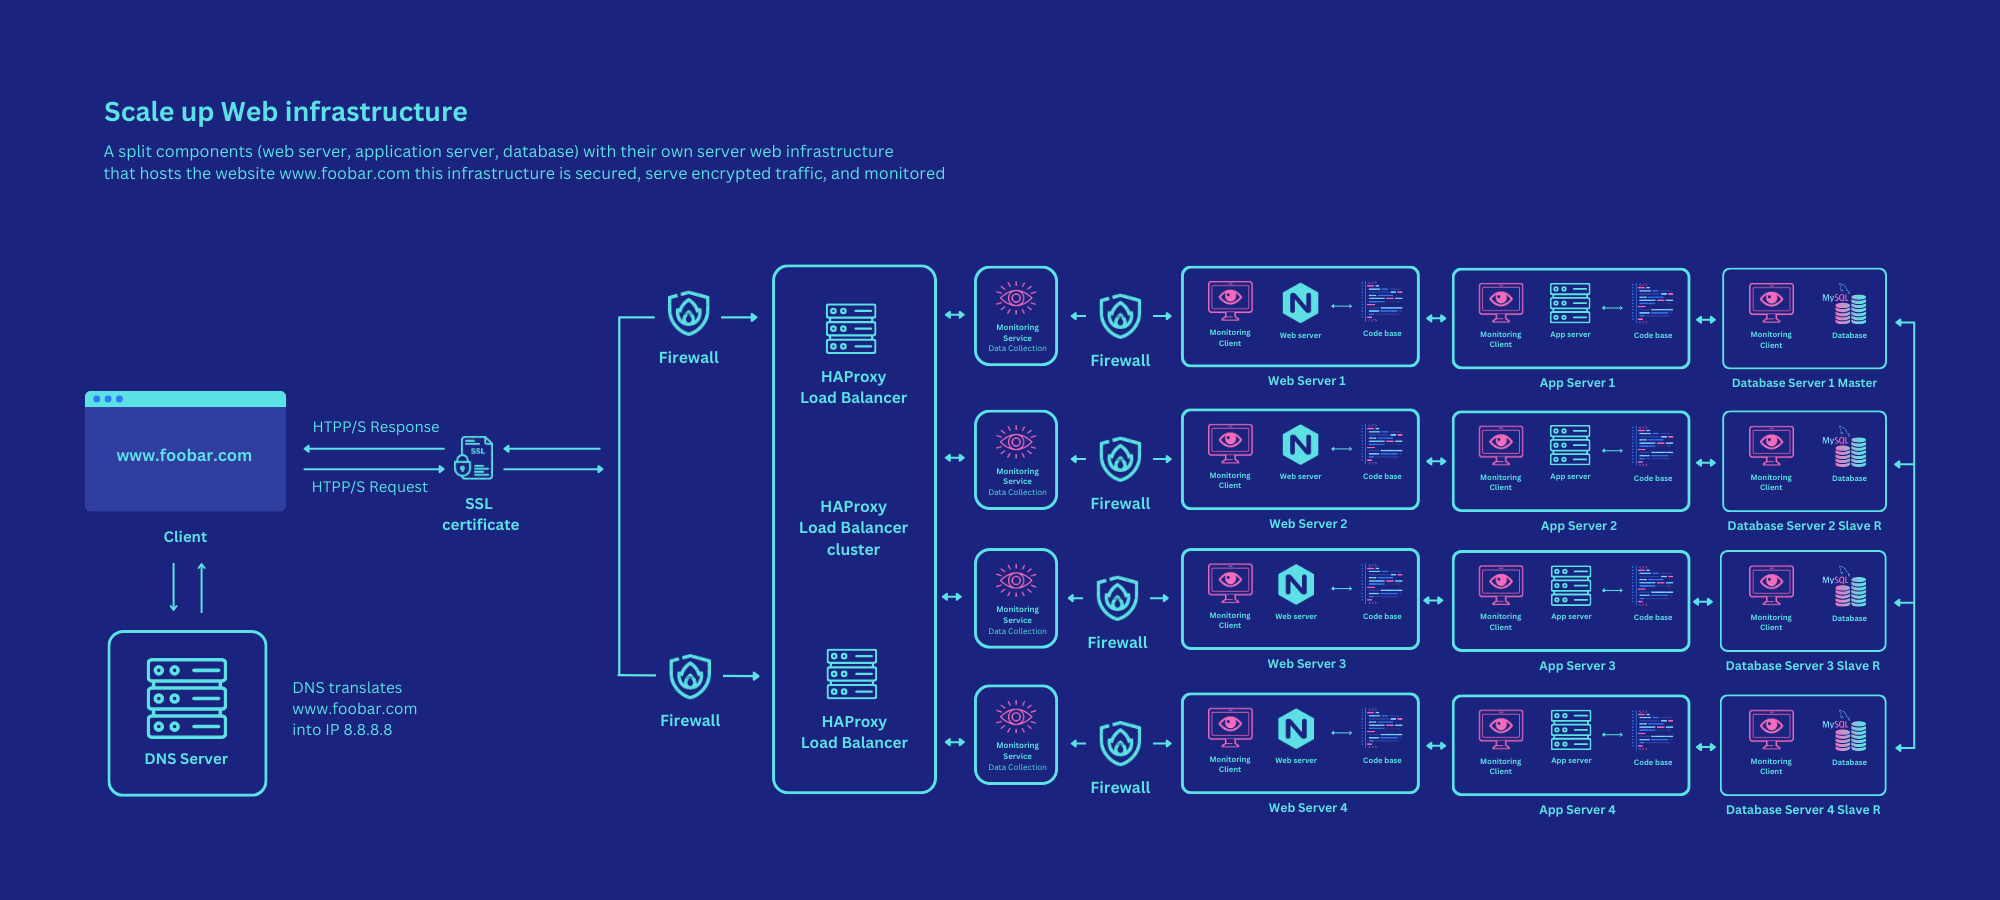 Scale up Web infrastructure
A split components (web server, application server, database) with their own server web infrastructure
that hosts the website www.foobar.com this infrastructure is secured, serve encrypted traffic, and monitored
www.foobar.com
Client
HTPP/S Response
HTPP/S Request
SSL
SSL
certificate
DNS Server
DNS translates
www.foobar.com
into IP 8.8.8.8
Firewall
Firewall
HAProxy
Load Balancer
HAProxy
Load Balancer
cluster
HAProxy
Load Balancer
Monitoring
Service
Data Collection
Firewall
Monitoring
Client
Web server
Code base
Web Server 1
Monitoring
Client
App server
Code base
App Server 1
Monitoring
Client
MySQL
Database
Database Server 1 Master
Monitoring
Service
Data Collection
Firewall
Monitoring
Client
Web server
Code base
Web Server 2
Monitoring
Client
App server
Code base
App Server 2
Monitoring
Client
MySQL
Database
Database Server 2 Slave R
Monitoring
Service
Data Collection
Firewall
Monitoring
Client
Web server
Code base
Web Server 3
Monitoring
Client
App server
Code base
App Server 3
Monitoring
Client
MySQL
Database
Database Server 3 Slave R
Monitoring
Service
Data Collection
Firewall
Monitoring
Client
Web server
Code base
Web Server 4
Monitoring
Client
App server
Code base
App Server 4
Monitoring
Client
MySQL
Database
Database Server 4 Slave R